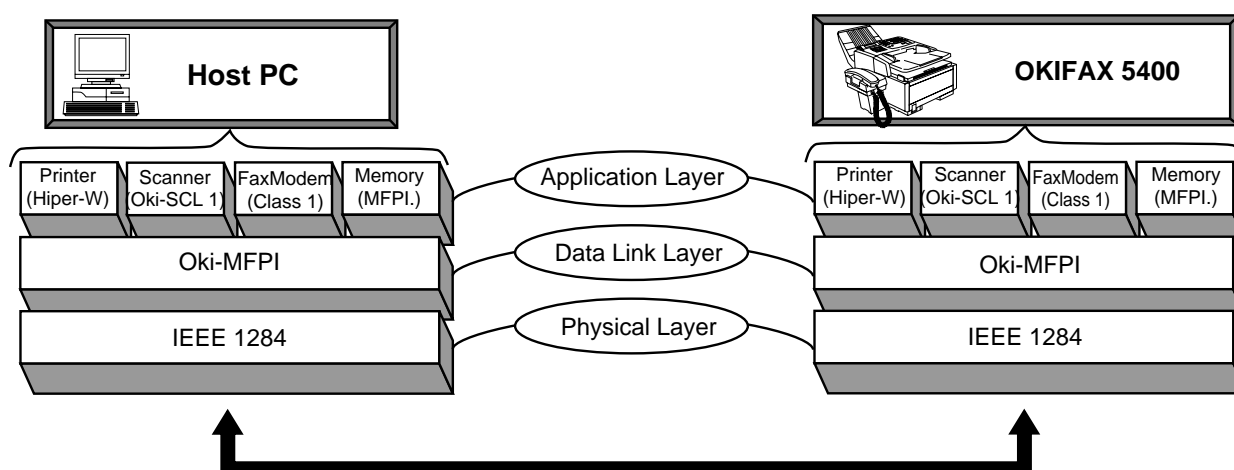 Host PC
OKIFAX 5400
Printer
(Hiper-W)
Scanner
(Oki-SCL 1)
FaxModem
(Class 1)
Memory
(MFPI.)
Application Layer
Printer
(Hiper-W)
Scanner
(Oki-SCL 1)
FaxModem
(Class 1)
Memory
(MFPI.)
Oki-MFPI
Data Link Layer
Oki-MFPI
IEEE 1284
Physical Layer
IEEE 1284